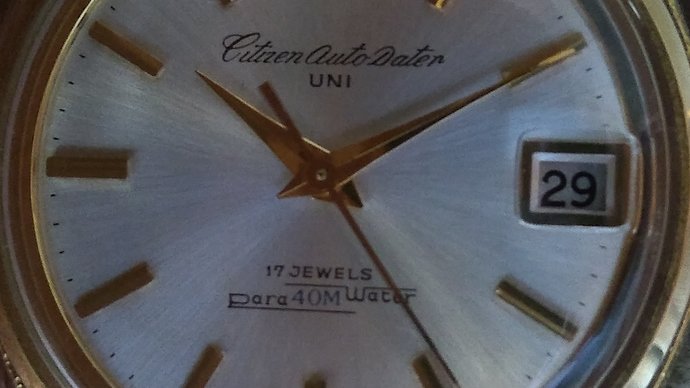 Citizen Auto Dater
UNI
29
17 JEWELS
Para 40M Water